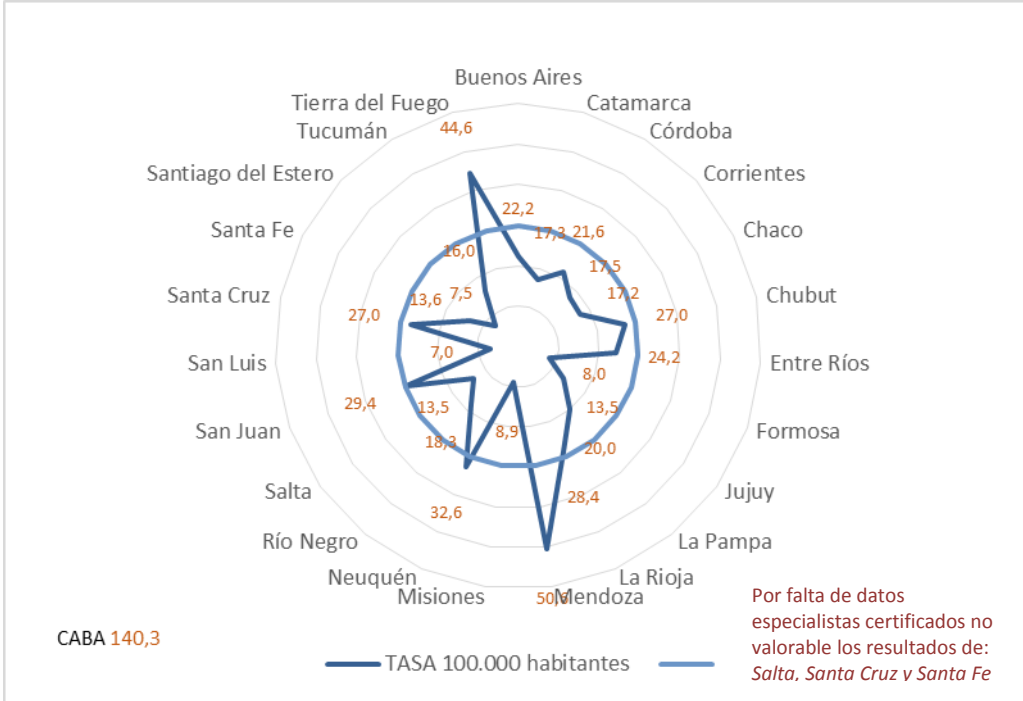 Buenos Aires
Tierra del Fuego
Catamarca
44,6
Tucumán
Córdoba
Santiago del Estero
Corrientes
22,2
17,3
21,6
Santa Fe
Chaco
16,0
17,5
Santa Cruz
13,6
7,5
17,2
Chubut
27,0
27,0
San Luis
7,0
24,2
Entre Ríos
8,0
29,4
13,5
13,5
San Juan
18,3
8,9
20,0
Formosa
Salta
28,4
Jujuy
32,6
Río Negro
La Pampa
Neuquén
La Rioja
Misiones
Mendoza
CABA 140,3
TASA 100.000 habitantes
Por falta de datos
especialistas certificados no
valorable los resultados de:
Salta, Santa Cruz y Santa Fe